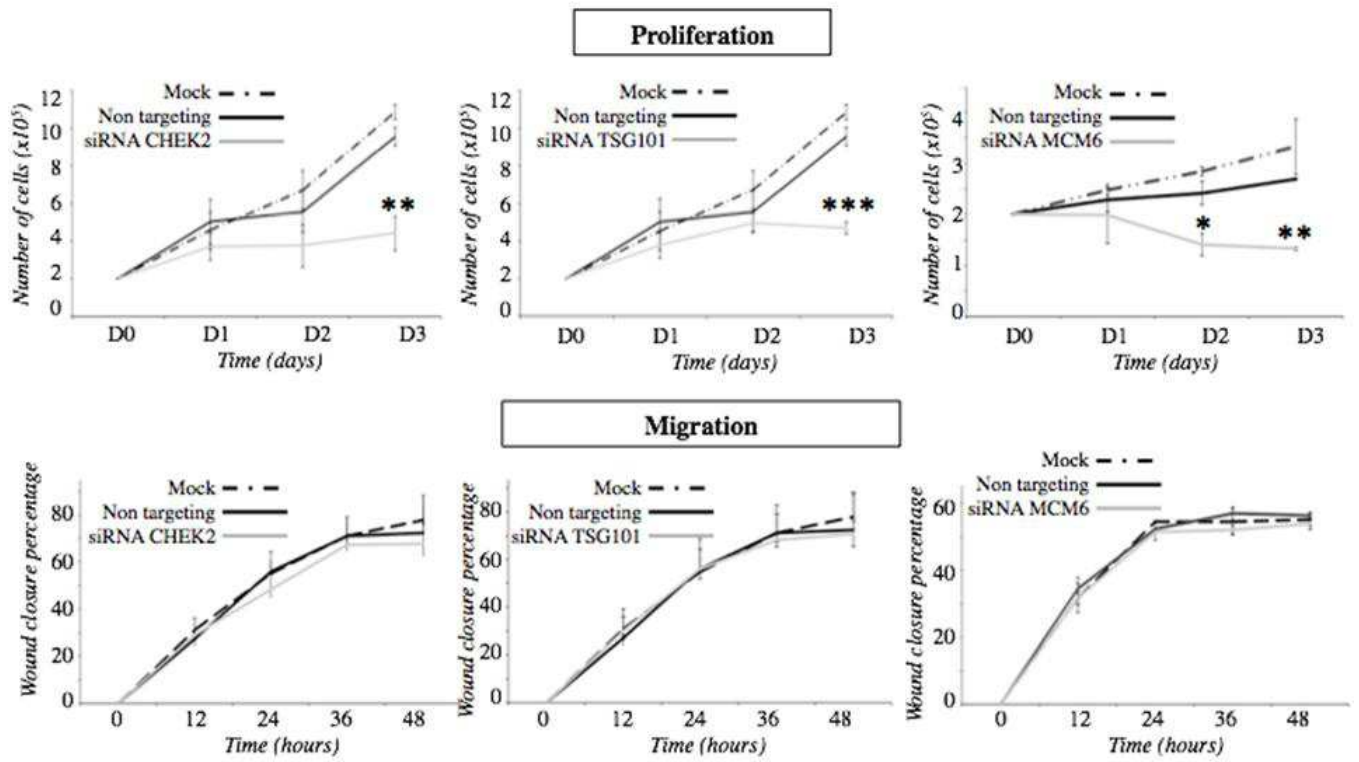 Proliferation
Mock
Non targeting
siRNA CHEK2
Number of cells (x10⁵)
12
10
8
6
4
2
0
**
D0 D1 D2 D3
Time (days)
Mock
Non targeting
siRNA TSG101
Number of cells (x10⁵)
12
10
8
6
4
2
0
***
D0 D1 D2 D3
Time (days)
Mock
Non targeting
siRNA MCM6
Number of cells (x10⁵)
4
3
2
1
0
*
**
D0 D1 D2 D3
Time (days)
Migration
Mock
Non targeting
siRNA CHEK2
Wound closure percentage
80
60
40
20
0
0 12 24 36 48
Time (hours)
Mock
Non targeting
siRNA TSG101
Wound closure percentage
80
60
40
20
0
0 12 24 36 48
Time (hours)
Mock
Non targeting
siRNA MCM6
Wound closure percentage
60
40
20
0
0 12 24 36 48
Time (hours)